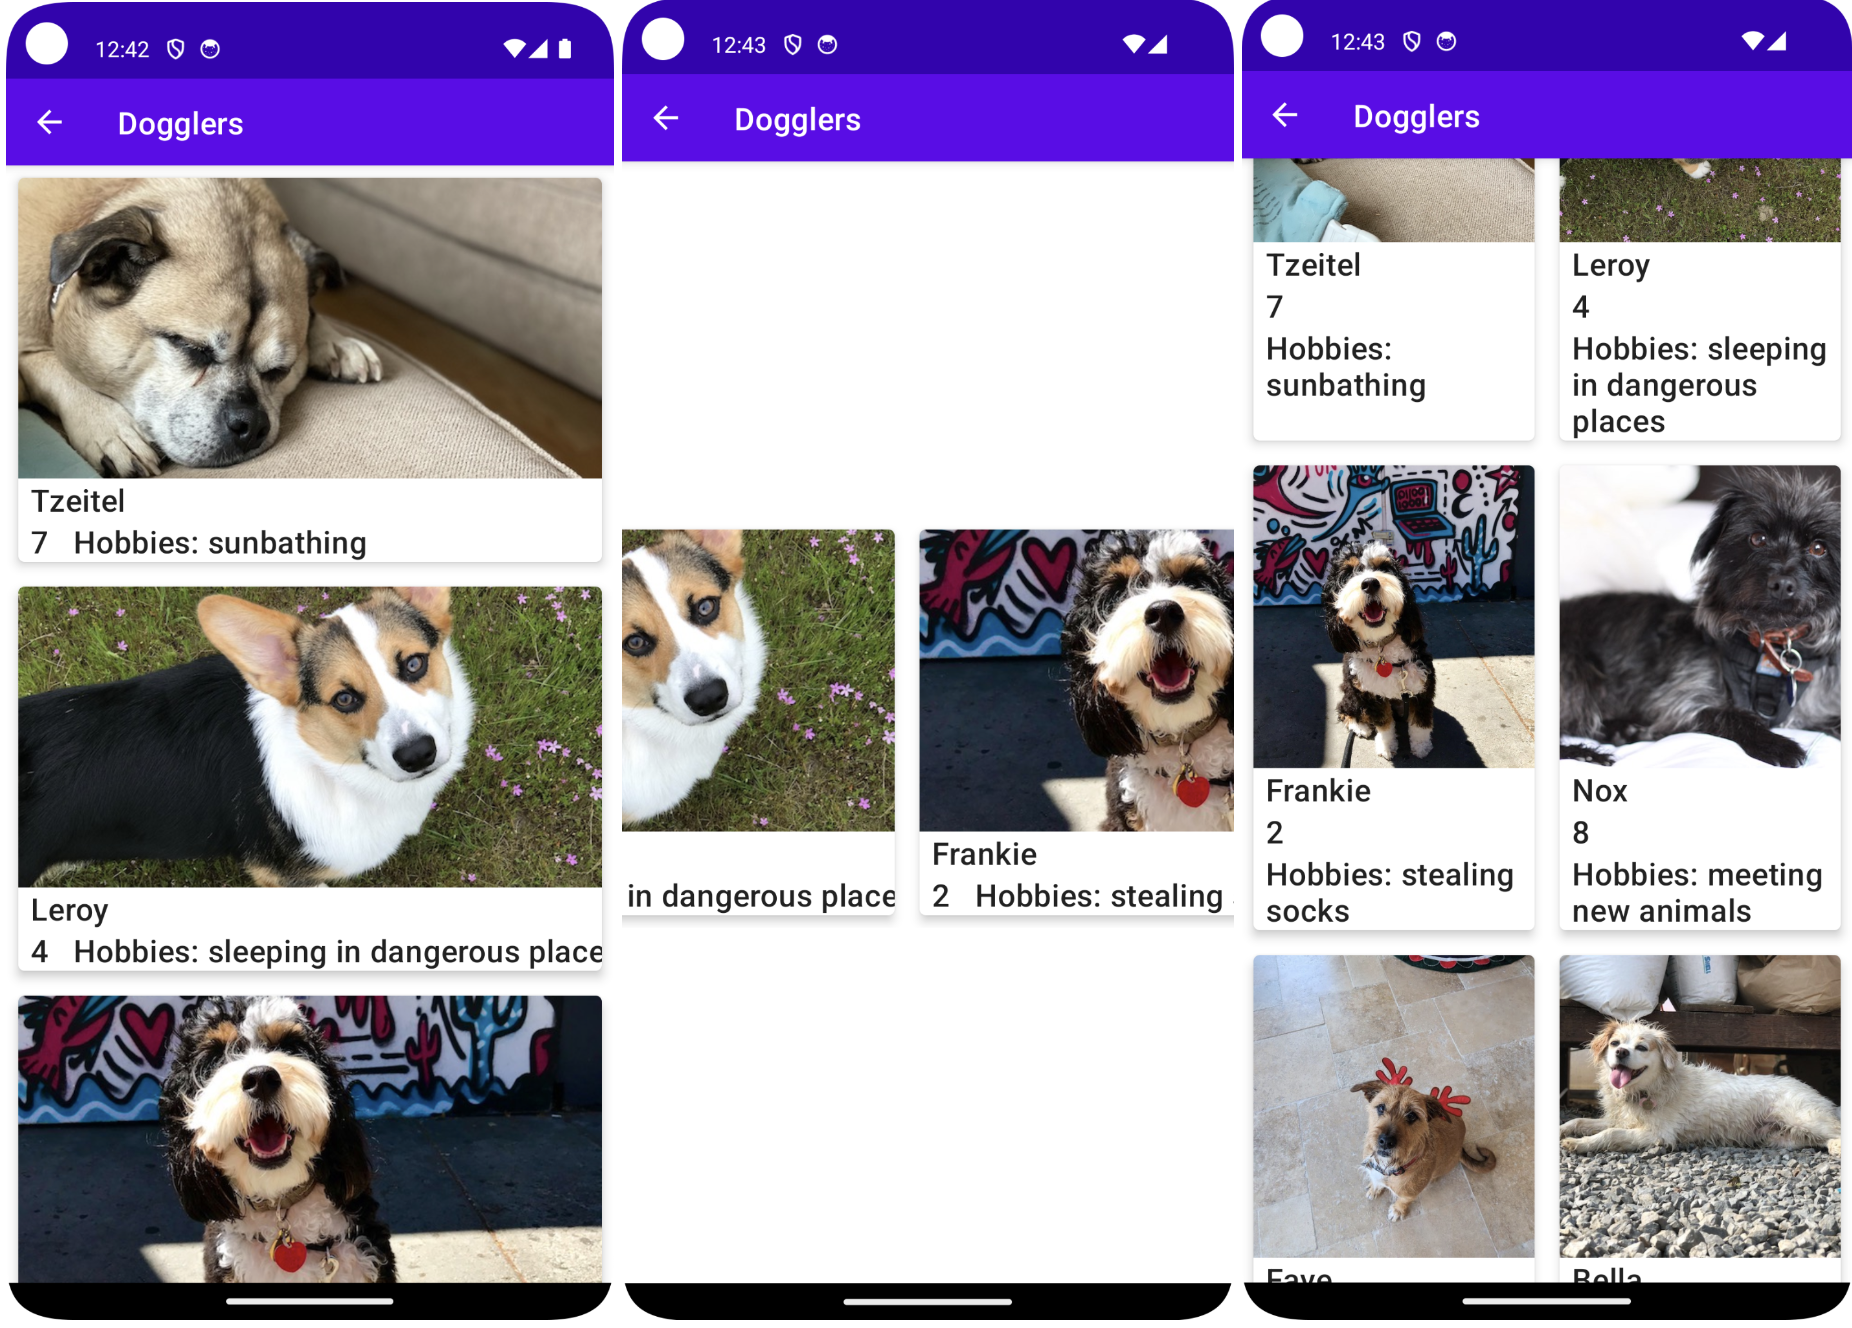 12:42
Dogglers
Tzeitel
7 Hobbies: sunbathing
Leroy
4 Hobbies: sleeping in dangerous place
12:43
Dogglers
in dangerous place
Frankie
2 Hobbies: stealing
12:43
Dogglers
Tzeitel
7
Hobbies:
sunbathing
Leroy
4
Hobbies: sleeping
in dangerous
places
Frankie
2
Hobbies: stealing
socks
Nox
8
Hobbies: meeting
new animals
Faye
Bella